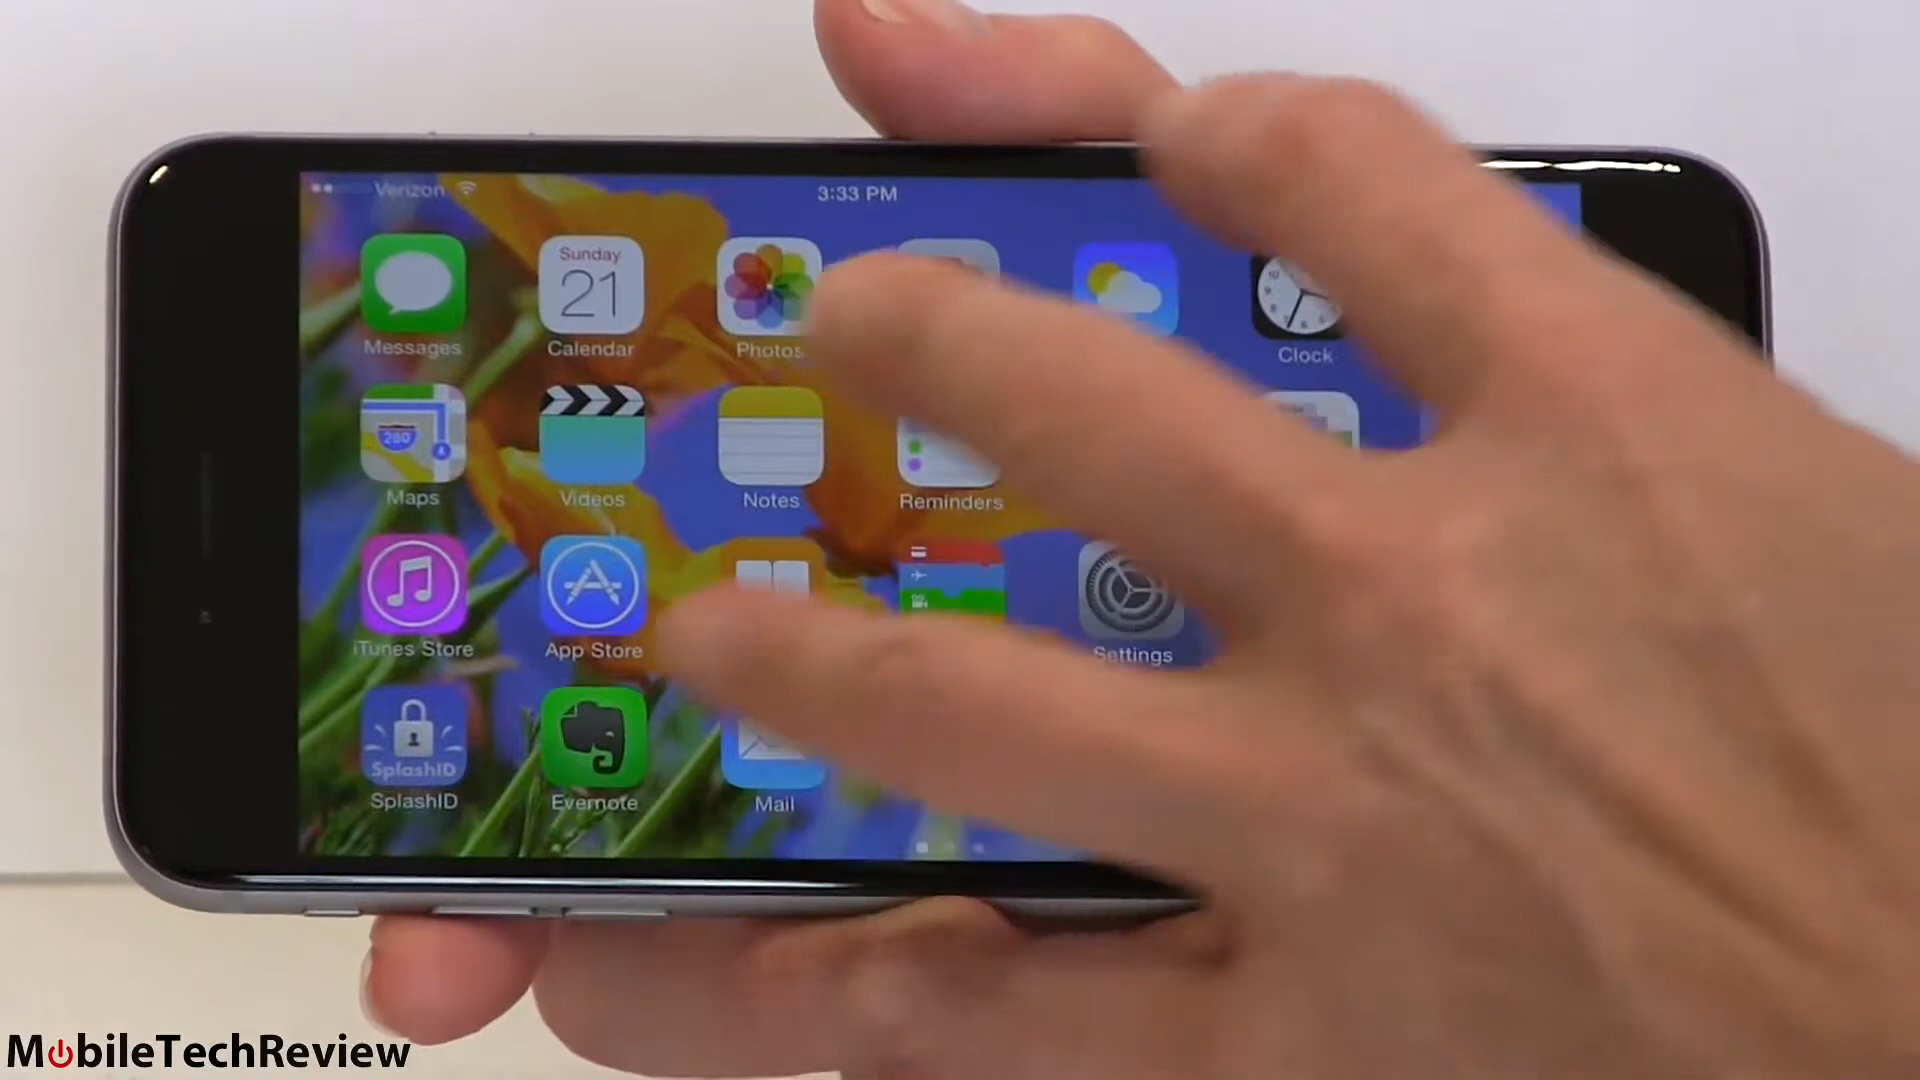 Verizon
3:33 PM
Sunday
21
Messages
Calendar
Photos
Clock
280
Maps
Videos
Notes
Reminders
iTunes Store
App Store
Settings
SplashID
SplashID
Evernote
Mail
MobileTechReview